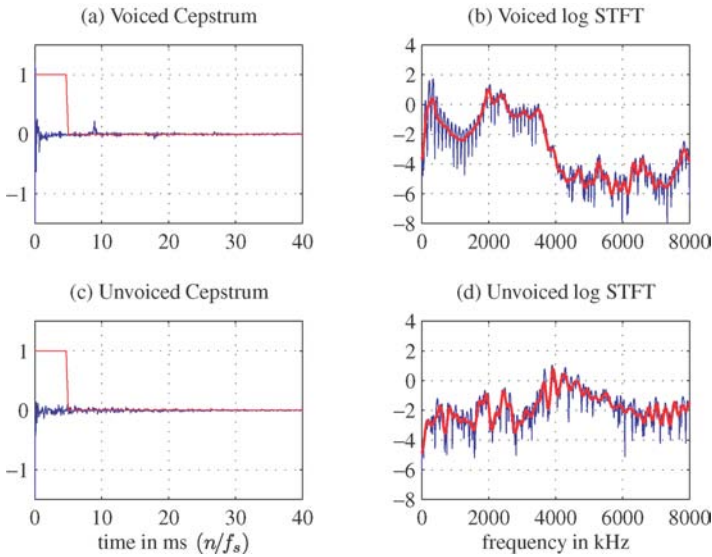 (a) Voiced Cepstrum
1
0
−1
0 10 20 30 40
(b) Voiced log STFT
4
2
0
−2
−4
−6
−8
0 2000 4000 6000 8000
(c) Unvoiced Cepstrum
1
0
−1
0 10 20 30 40
time in ms (n/fs)
(d) Unvoiced log STFT
4
2
0
−2
−4
−6
−8
0 2000 4000 6000 8000
frequency in kHz